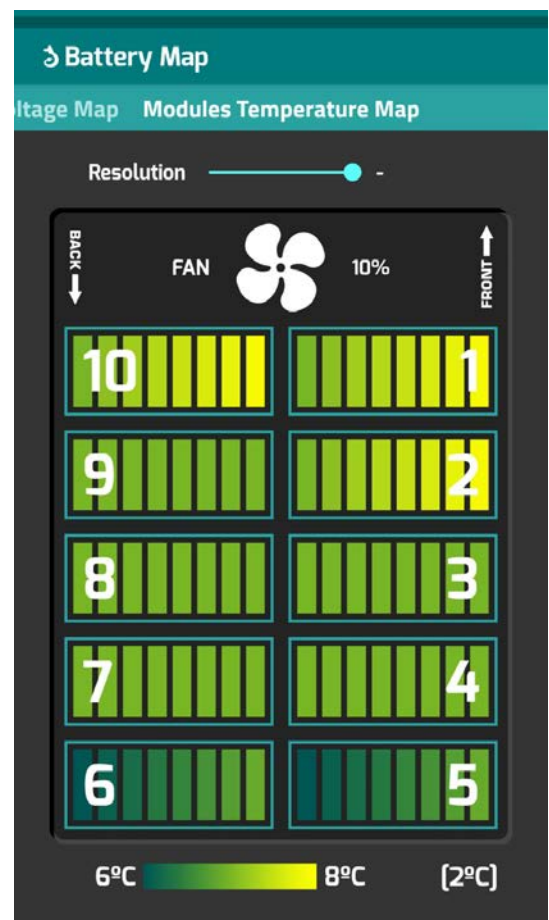 Battery Map
ltage Map Modules Temperature Map
Resolution -
BACK FAN 10% FRONT
10 1
9 2
8 3
7 4
6 5
6ºC 8ºC [2ºC]